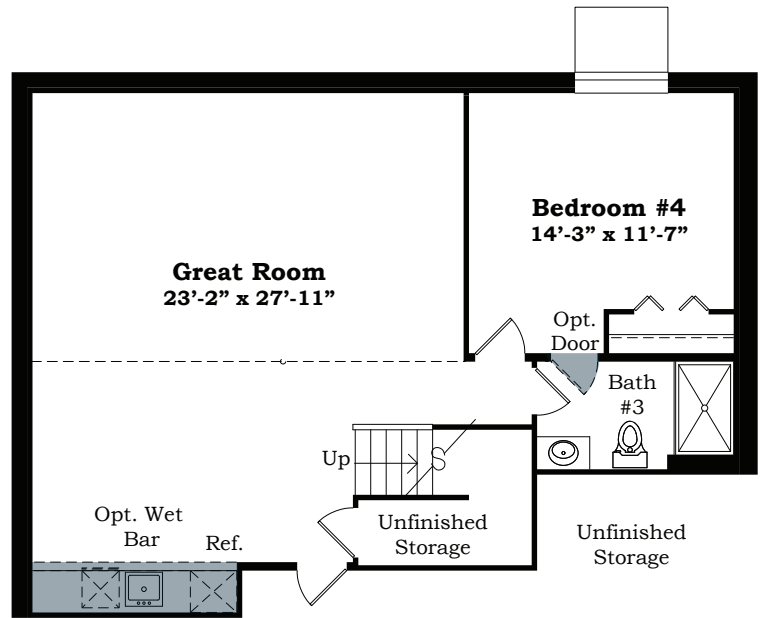 Bedroom #4
14’-3” x 11’-7”
Great Room
23’-2” x 27’-11”
Opt.
Door
Bath
#3
Up
S
Opt. Wet
Bar
Ref.
Unfinished
Storage
Unfinished
Storage